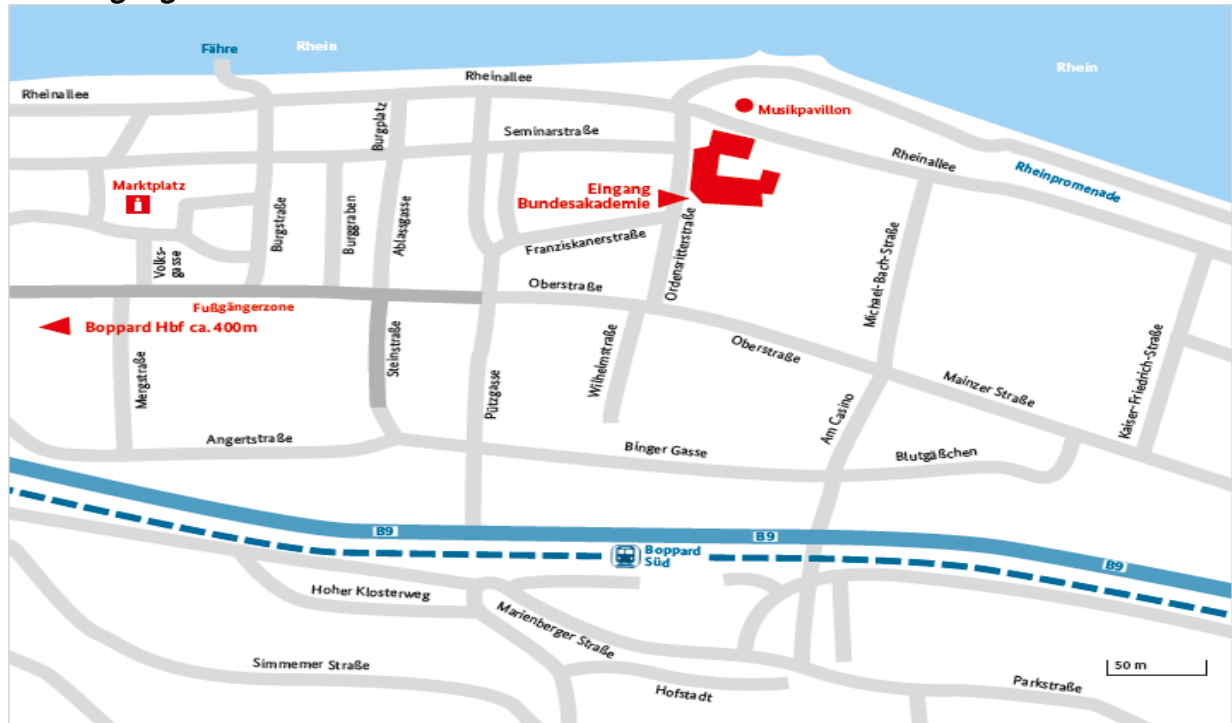 Fähre
Rhein
Rhein
Rheinallee
Rheinallee
Musikpavillon
Burgplatz
Seminarstraße
Rheinallee
Rheinpromenade
Marktplatz
i
Eingang
Bundesakademie
Burgstraße
Burggraben
Ablassgasse
Franziskanerstraße
Ordensritterstraße
Michael-Bach-Straße
Volks-
gasse
Oberstraße
Fußgängerzone
Boppard Hbf ca. 400m
Steinstraße
Wilhelmstraße
Oberstraße
Mergstraße
Pützgasse
Mainzer Straße
Kaiser-Friedrich-Straße
Am Casino
Angertstraße
Binger Gasse
Blutgäßchen
B9
B9
B9
Boppard
Süd
Hoher Klosterweg
Marienberger Straße
Simmerner Straße
Hofstadt
Parkstraße
50 m